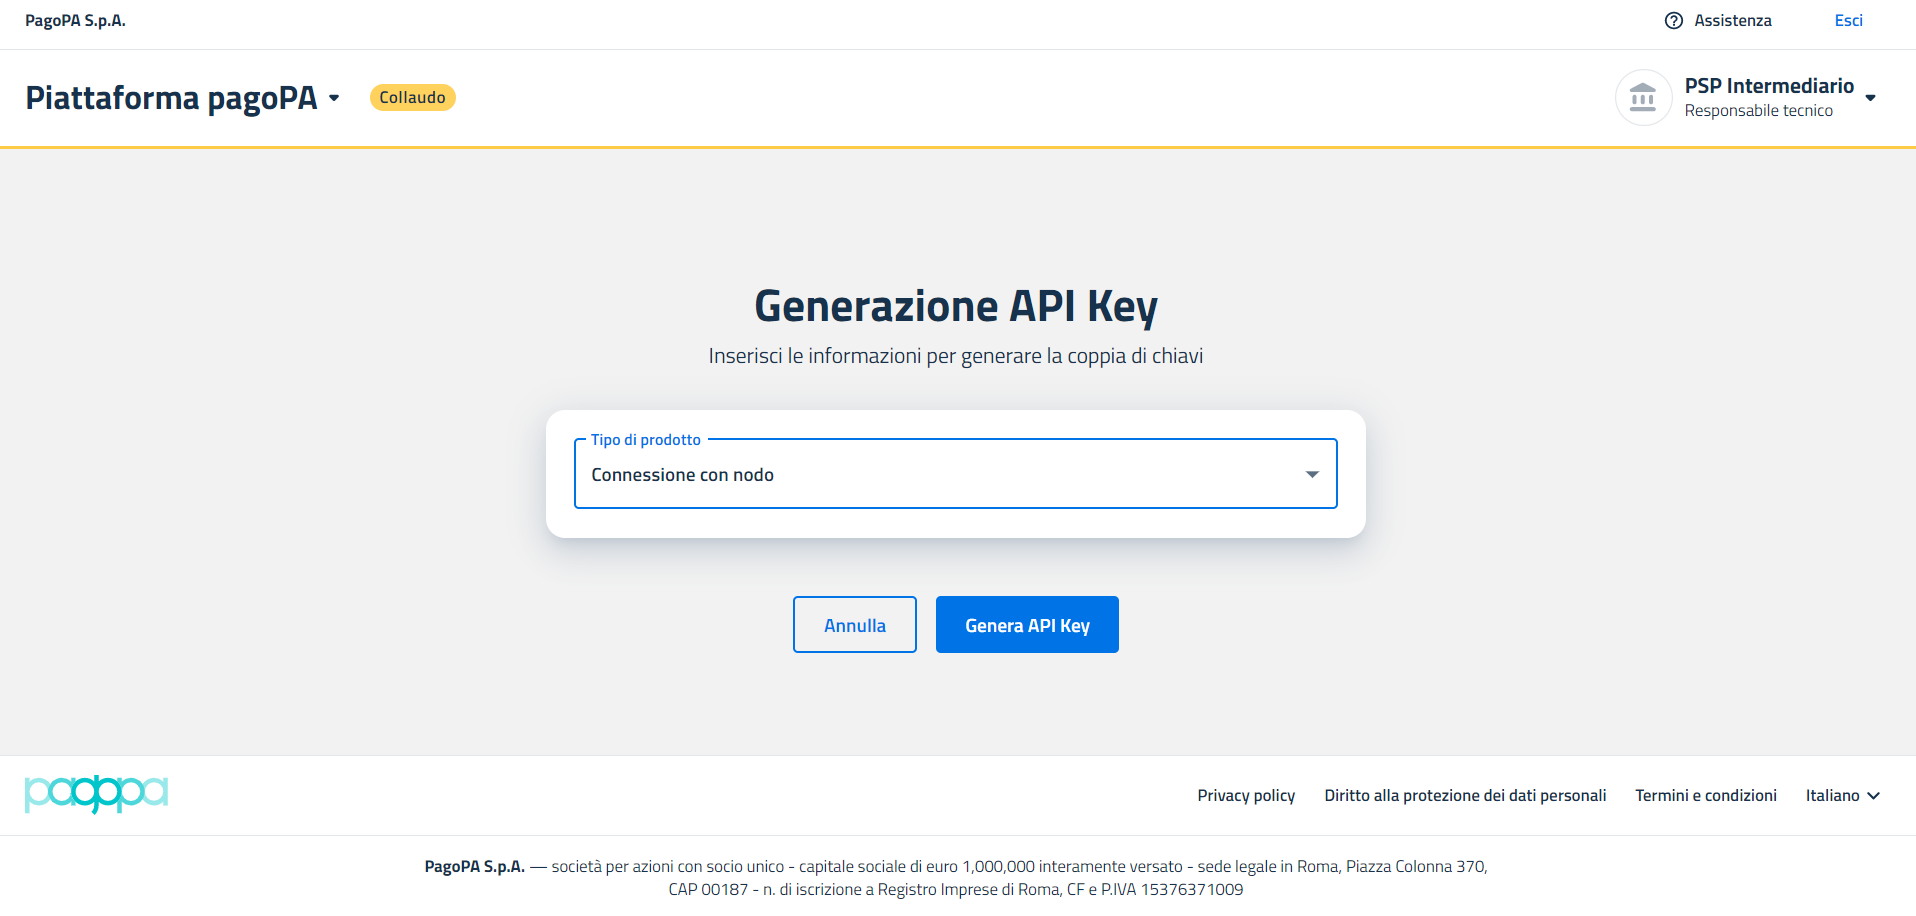 PagoPA S.p.A.
Assistenza
Esci
Piattaforma pagoPA
Collaudo
PSP Intermediario
Responsabile tecnico
Generazione API Key
Inserisci le informazioni per generare la coppia di chiavi
Tipo di prodotto
Connessione con nodo
Annulla
Genera API Key
pagopa
Privacy policy
Diritto alla protezione dei dati personali
Termini e condizioni
Italiano
PagoPA S.p.A. — società per azioni con socio unico - capitale sociale di euro 1,000,000 interamente versato - sede legale in Roma, Piazza Colonna 370,
CAP 00187 - n. di iscrizione a Registro Imprese di Roma, CF e P.IVA 15376371009